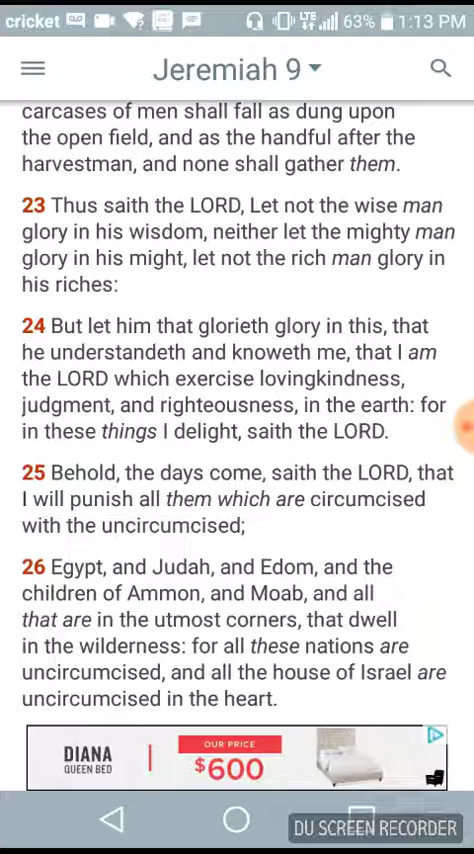 cricket LTE 63% 1:13 PM
Jeremiah 9
carcases of men shall fall as dung upon
the open field, and as the handful after the
harvestman, and none shall gather them.
23 Thus saith the LORD, Let not the wise man
glory in his wisdom, neither let the mighty man
glory in his might, let not the rich man glory in
his riches:
24 But let him that glorieth glory in this, that
he understandeth and knoweth me, that I am
the LORD which exercise lovingkindness,
judgment, and righteousness, in the earth: for
in these things I delight, saith the LORD.
25 Behold, the days come, saith the LORD, that
I will punish all them which are circumcised
with the uncircumcised;
26 Egypt, and Judah, and Edom, and the
children of Ammon, and Moab, and all
that are in the utmost corners, that dwell
in the wilderness: for all these nations are
uncircumcised, and all the house of Israel are
uncircumcised in the heart.
DIANA
QUEEN BED
OUR PRICE
$600
DU SCREEN RECORDER